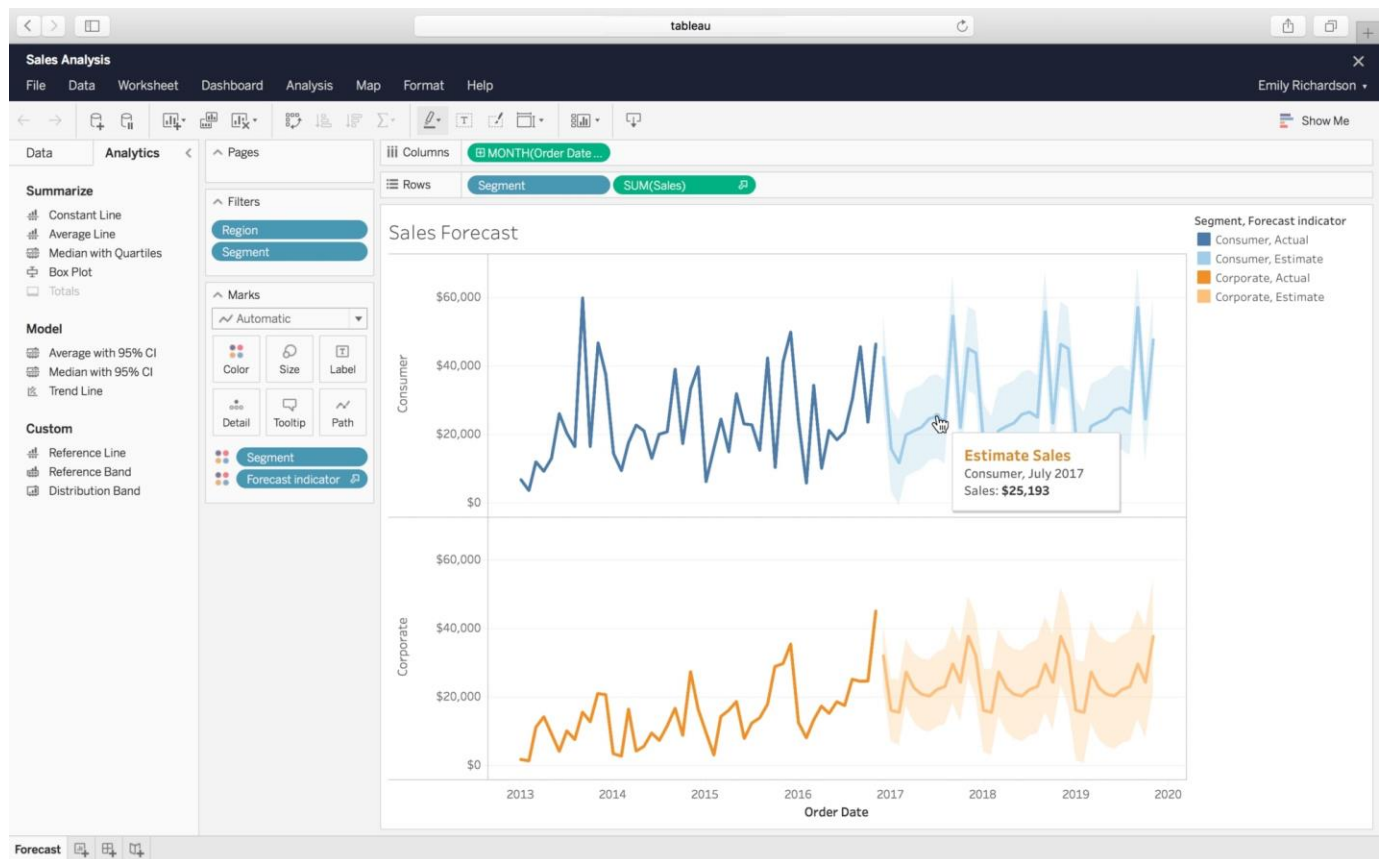 tableau
Sales Analysis
File Data Worksheet Dashboard Analysis Map Format Help
Emily Richardson
Show Me
Data Analytics
Summarize
Constant Line
Average Line
Median with Quartiles
Box Plot
Totals
Model
Average with 95% CI
Median with 95% CI
Trend Line
Custom
Reference Line
Reference Band
Distribution Band
Pages
Filters
Region
Segment
Marks
Automatic
Color Size Label
Detail Tooltip Path
Segment
Forecast indicator
Columns MONTH(Order Date ...
Rows Segment SUM(Sales)
Sales Forecast
Consumer
$60,000
$40,000
$20,000
$0
Estimate Sales
Consumer, July 2017
Sales: $25,193
Corporate
$60,000
$40,000
$20,000
$0
2013 2014 2015 2016 2017 2018 2019 2020
Order Date
Segment, Forecast indicator
Consumer, Actual
Consumer, Estimate
Corporate, Actual
Corporate, Estimate
Forecast